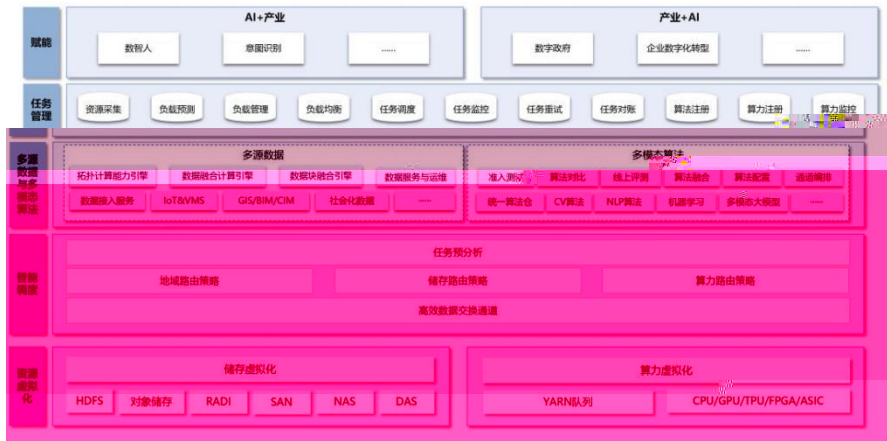 AI+产业
产业+AI
赋能
数智人
意图识别
......
数字政府
企业数字化转型
......
任务管理
资源采集
负载预测
负载管理
负载均衡
任务调度
任务监控
任务重试
任务对账
算法注册
算力注册
算力监控
多源数据与多模态算法
多源数据
多模态算法
拓扑计算能力引擎
数据融合计算引擎
数据块融合引擎
数据服务与运维
准入测试
算法对比
线上评测
算法融合
算法配置
通道编排
数据接入服务
IoT&VMS
GIS/BIM/CIM
社会化数据
......
统一算法仓
CV算法
NLP算法
机器学习
多模态大模型
......
任务预分析
调度
地域路由策略
储存路由策略
算力路由策略
高效数据交换通道
资源虚拟化
储存虚拟化
算力虚拟化
HDFS
对象储存
RADI
SAN
NAS
DAS
YARN队列
CPU/GPU/TPU/FPGA/ASIC